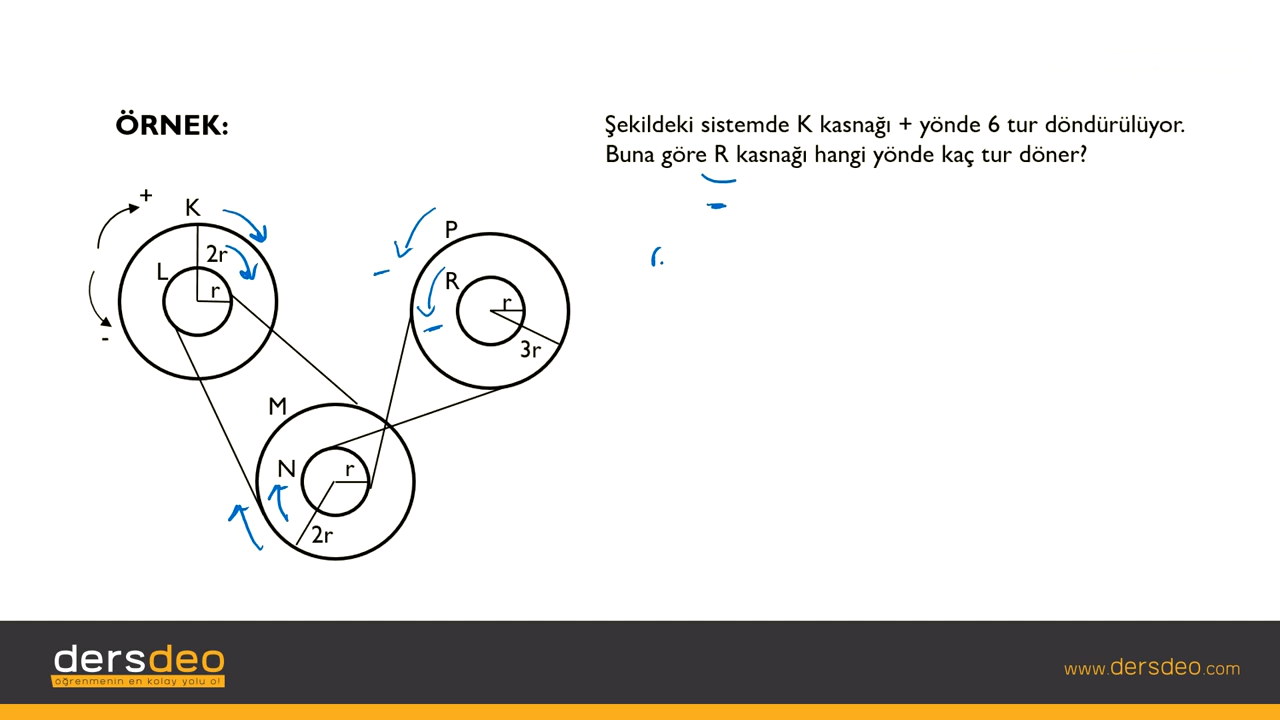 ÖRNEK:
Şekildeki sistemde K kasnağı + yönde 6 tur döndürülüyor.
Buna göre R kasnağı hangi yönde kaç tur döner?
-
+
K
2r
L
r
-
P
-
R
-
r
3r
M
N
r
2r
dersdeo
öğrenmenin en kolay yolu o!
www.dersdeo.com